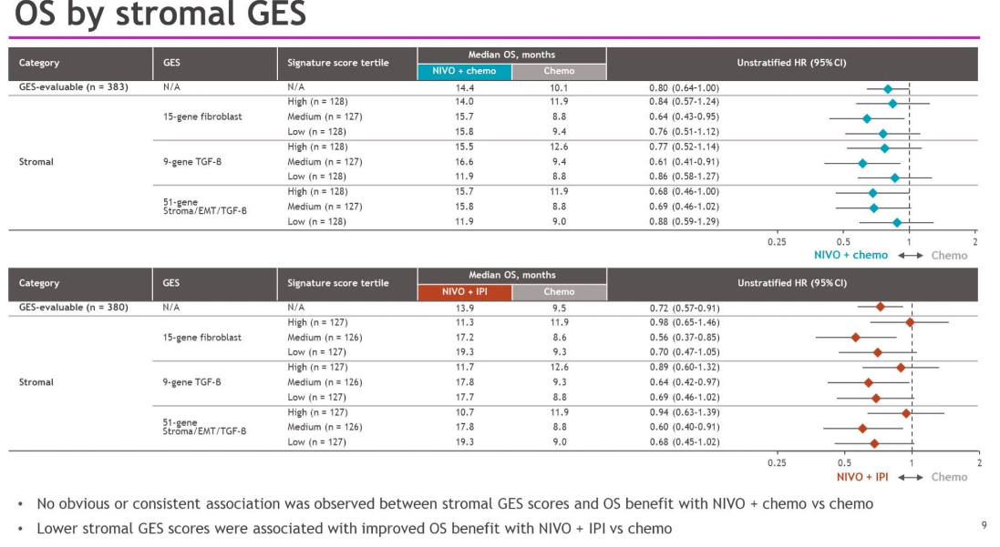 OS by stromal GES
Category GES Signature score tertile Median OS, months Unstratified HR (95% CI)
NIVO + chemo Chemo
GES-evaluable (n = 383) N/A N/A 14.4 10.1 0.80 (0.64-1.00)
High (n = 128) 14.0 11.9 0.84 (0.57-1.24)
15-gene fibroblast Medium (n = 127) 15.7 8.8 0.64 (0.43-0.95)
Low (n = 128) 15.8 9.4 0.76 (0.51-1.12)
High (n = 128) 15.5 12.6 0.77 (0.52-1.14)
Stromal 9-gene TGF-ß Medium (n = 127) 16.6 9.4 0.61 (0.41-0.91)
Low (n = 128) 11.9 8.8 0.86 (0.58-1.27)
High (n = 128) 15.7 11.9 0.68 (0.46-1.00)
51-gene Stroma/EMT/TGF-ß Medium (n = 127) 15.8 8.8 0.69 (0.46-1.02)
Low (n = 128) 11.9 9.0 0.88 (0.59-1.29)
0.25 0.5 1 2
NIVO + chemo Chemo
Category GES Signature score tertile Median OS, months Unstratified HR (95% CI)
NIVO + IPI Chemo
GES-evaluable (n = 380) N/A N/A 13.9 9.5 0.72 (0.57-0.91)
High (n = 127) 11.3 11.9 0.98 (0.65-1.46)
15-gene fibroblast Medium (n = 126) 17.2 8.6 0.56 (0.37-0.85)
Low (n = 127) 19.3 9.3 0.70 (0.47-1.05)
High (n = 127) 11.7 12.6 0.89 (0.60-1.32)
Stromal 9-gene TGF-ß Medium (n = 126) 17.8 9.3 0.64 (0.42-0.97)
Low (n = 127) 17.7 8.8 0.69 (0.46-1.02)
High (n = 127) 10.7 11.9 0.94 (0.63-1.39)
51-gene Stroma/EMT/TGF-ß Medium (n = 126) 17.8 8.8 0.60 (0.40-0.91)
Low (n = 127) 19.3 9.0 0.68 (0.45-1.02)
0.25 0.5 1 2
NIVO + IPI Chemo
• No obvious or consistent association was observed between stromal GES scores and OS benefit with NIVO + chemo vs chemo
• Lower stromal GES scores were associated with improved OS benefit with NIVO + IPI vs chemo
9